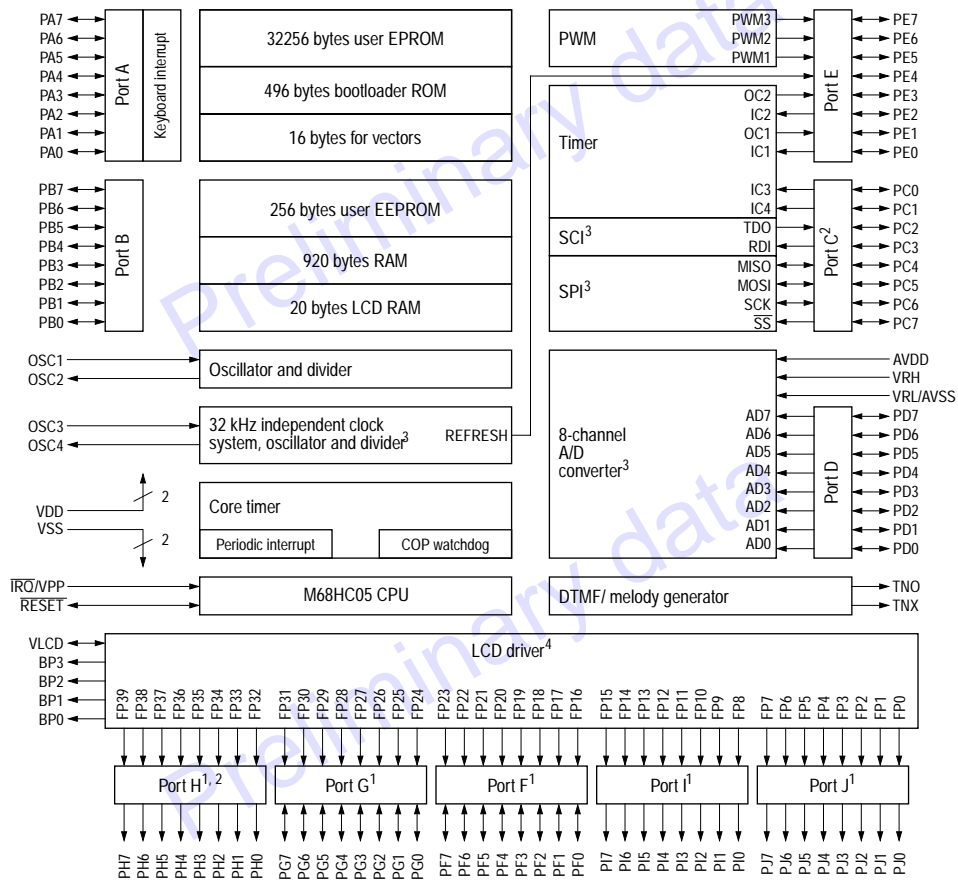 PA7
PA6
PA5
PA4
PA3
PA2
PA1
PA0
Port A
Keyboard interrupt
32256 bytes user EPROM
496 bytes bootloader ROM
16 bytes for vectors
PWM
PWM3
PWM2
PWM1
Timer
OC2
IC2
OC1
IC1
IC3
IC4
Port E
PE7
PE6
PE5
PE4
PE3
PE2
PE1
PE0
PB7
PB6
PB5
PB4
PB3
PB2
PB1
PB0
Port B
256 bytes user EEPROM
920 bytes RAM
20 bytes LCD RAM
SCI3
TDO
RDI
SPI3
MISO
MOSI
SCK
SS
Port C2
PC0
PC1
PC2
PC3
PC4
PC5
PC6
PC7
OSC1
OSC2
Oscillator and divider
OSC3
OSC4
32 kHz independent clock
system, oscillator and divider3
REFRESH
8-channel
A/D
converter3
AVDD
VRH
VRL/AVSS
AD7
AD6
AD5
AD4
AD3
AD2
AD1
AD0
Port D
PD7
PD6
PD5
PD4
PD3
PD2
PD1
PD0
VDD
2
VSS
2
Core timer
Periodic interrupt
COP watchdog
IRQ/VPP
RESET
M68HC05 CPU
DTMF/ melody generator
TNO
TNX
VLCD
BP3
BP2
BP1
BP0
LCD driver4
FP39 FP38 FP37 FP36 FP35 FP34 FP33 FP32
FP31 FP30 FP29 FP28 FP27 FP26 FP25 FP24
FP23 FP22 FP21 FP20 FP19 FP18 FP17 FP16
FP15 FP14 FP13 FP12 FP11 FP10 FP9 FP8
FP7 FP6 FP5 FP4 FP3 FP2 FP1 FP0
Port H1, 2
Port G1
Port F1
Port I1
Port J1
PH7 PH6 PH5 PH4 PH3 PH2 PH1 PH0
PG7 PG6 PG5 PG4 PG3 PG2 PG1 PG0
PF7 PF6 PF5 PF4 PF3 PF2 PF1 PF0
PI7 PI6 PI5 PI4 PI3 PI2 PI1 PI0
PJ7 PJ6 PJ5 PJ4 PJ3 PJ2 PJ1 PJ0
Preliminary data
Preliminary data